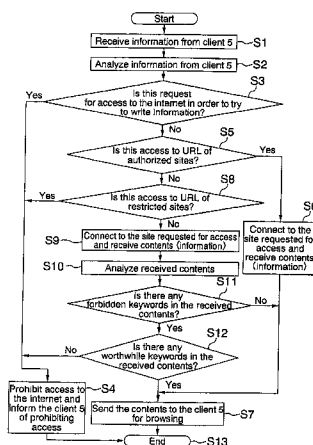 Start
Receive information from client 5
S1
Analyze information from client 5
S2
S3
Yes
Is this request
for access to the internet in order to try
to write Information?
No
S5
Is this access to URL of
authorized sites?
Yes
No
S8
Yes
Is this access to URL of
restricted sites?
No
S9
Connect to the site requested for access
and receive contents (information)
Connect to the
site requested for
access and
receive contents
(information)
S10
Analyze received contents
S11
Is there any
forbidden keywords in the received
contents?
No
Yes
S12
No
Is there any
worthwhile keywords in the
received contents?
Yes
Prohibit access to
the internet and
inform the client 5
of prohibiting
access
S4
Send the contents to the client 5
for browsing
S7
End
S13